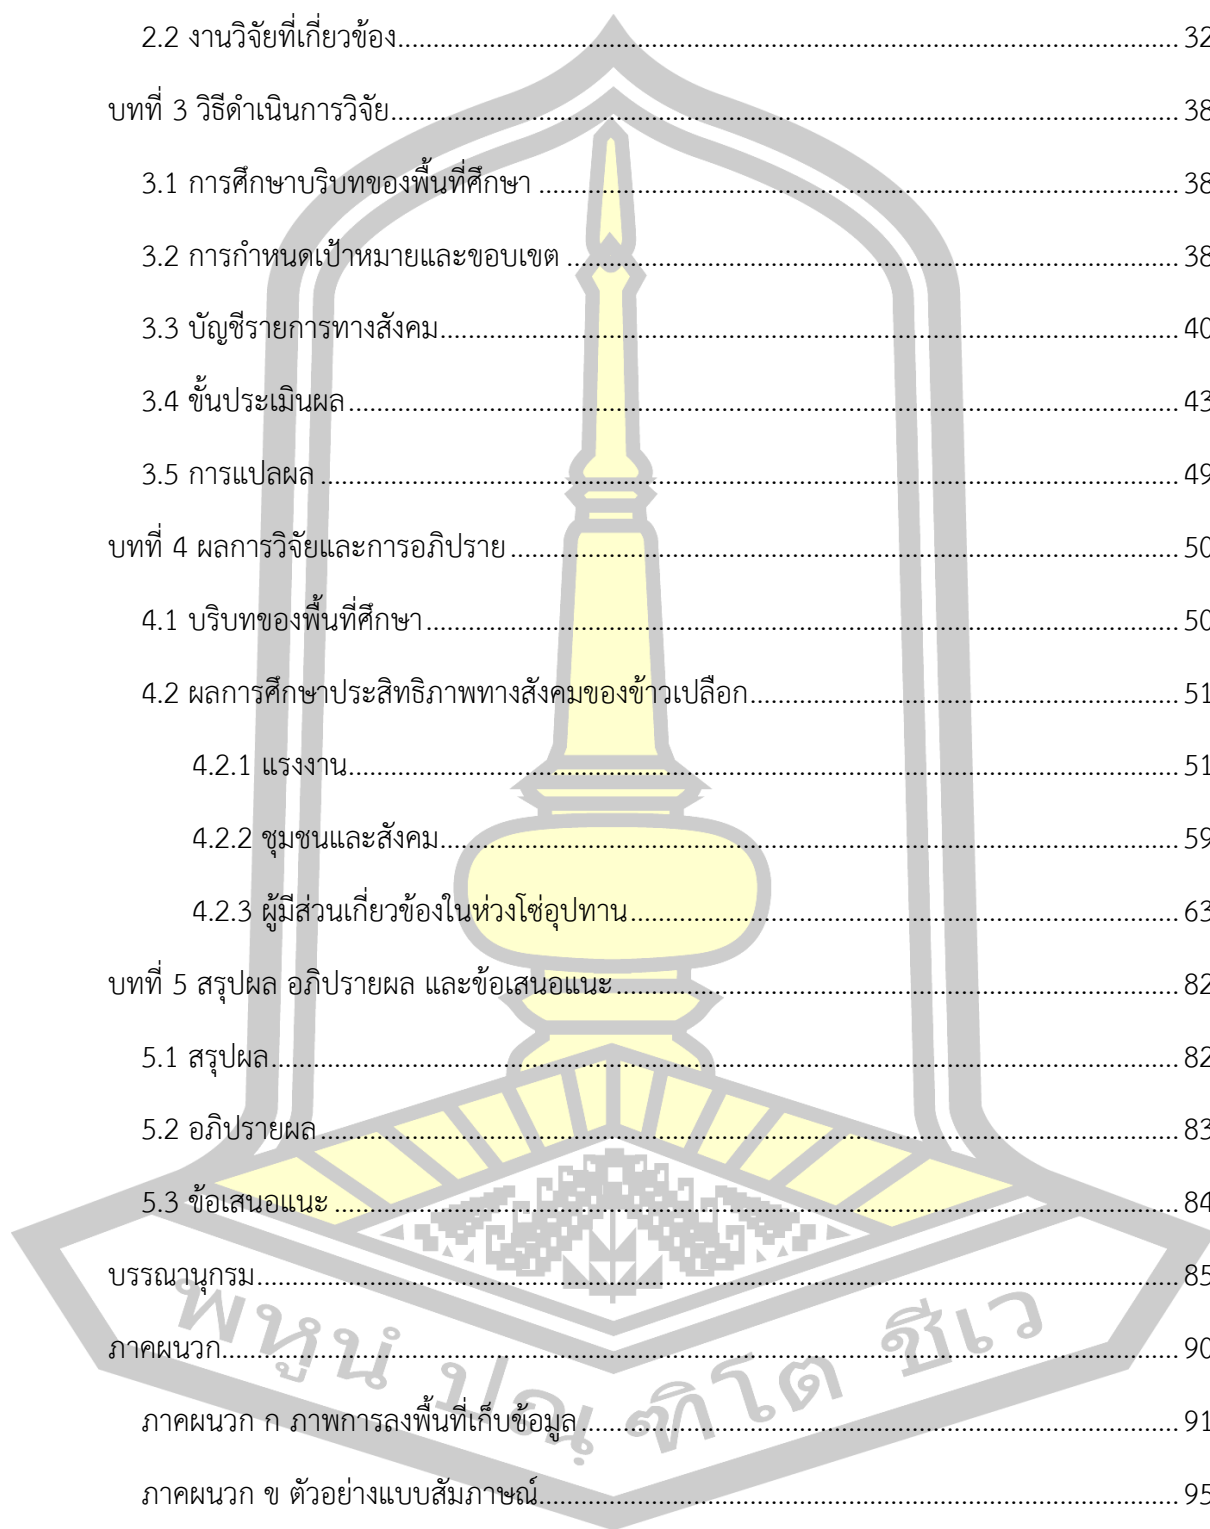 2.2 งานวิจัยที่เกี่ยวข้อง.......... 32
บทที่ 3 วิธีดำเนินการวิจัย.......... 38
3.1 การศึกษาบริบทของพื้นที่ศึกษา .......... 38
3.2 การกำหนดเป้าหมายและขอบเขต .......... 38
3.3 บัญชีรายการทางสังคม.......... 40
3.4 ขั้นประเมินผล.......... 43
3.5 การแปลผล .......... 49
บทที่ 4 ผลการวิจัยและการอภิปราย.......... 50
4.1 บริบทของพื้นที่ศึกษา.......... 50
4.2 ผลการศึกษาประสิทธิภาพทางสังคมของข้าวเปลือก.......... 51
4.2.1 แรงงาน.......... 51
4.2.2 ชุมชนและสังคม.......... 59
4.2.3 ผู้มีส่วนเกี่ยวข้องในห่วงโซ่อุปทาน.......... 63
บทที่ 5 สรุปผล อภิปรายผล และข้อเสนอแนะ.......... 82
5.1 สรุปผล.......... 82
5.2 อภิปรายผล.......... 83
5.3 ข้อเสนอแนะ .......... 84
บรรณานุกรม.......... 85
ภาคผนวก.......... 90
ภาคผนวก ก ภาพการลงพื้นที่เก็บข้อมูล.......... 91
ภาคผนวก ข ตัวอย่างแบบสัมภาษณ์.......... 95
พหูนํ ปณฺฑิโต ชีเว